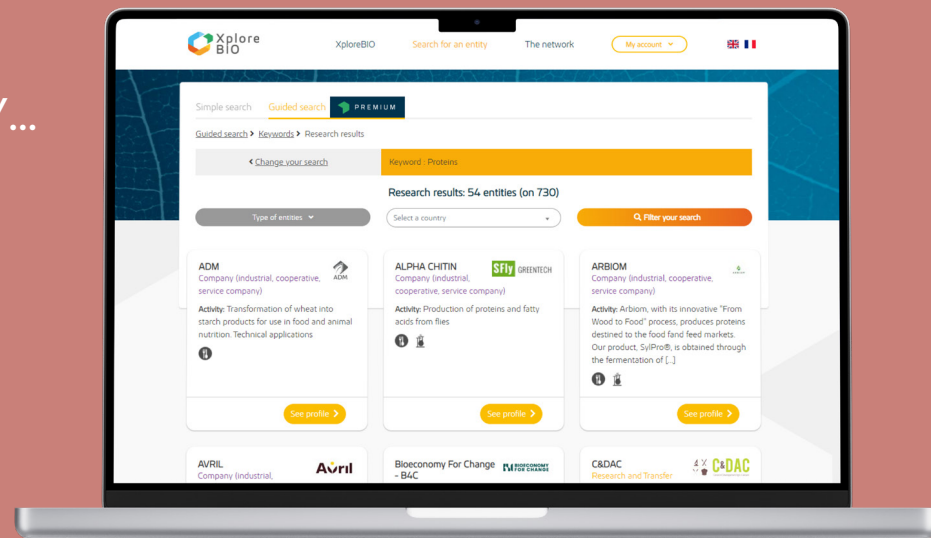 Xplore
BIO
XploreBIO
Search for an entity
The network
My account
Simple search
Guided search
PREMIUM
Guided search > Keywords > Research results
Change your search
Keyword : Proteins
Research results: 54 entities (on 730)
Type of entities
Select a country
Filter your search
ADM
ADM
Company (industrial, cooperative,
service company)
Activity: Transformation of wheat into
starch products for use in food and animal
nutrition. Technical applications
See profile
ALPHA CHITIN
SFly GREENTECH
Company (industrial,
cooperative, service company)
Activity: Production of proteins and fatty
acids from flies
See profile
ARBIOM
Company (industrial, cooperative,
service company)
Activity: Arbiom, with its innovative "From
Wood to Food" process, produces proteins
destined to the food fand feed markets.
Our product, SylPro®, is obtained through
the fermentation of [...]
See profile
AVRIL
Avril
Company (industrial,
Bioeconomy For Change
- B4C
BIOECONOMY
FOR CHANGE
C&DAC
C&DAC
Research and Transfer